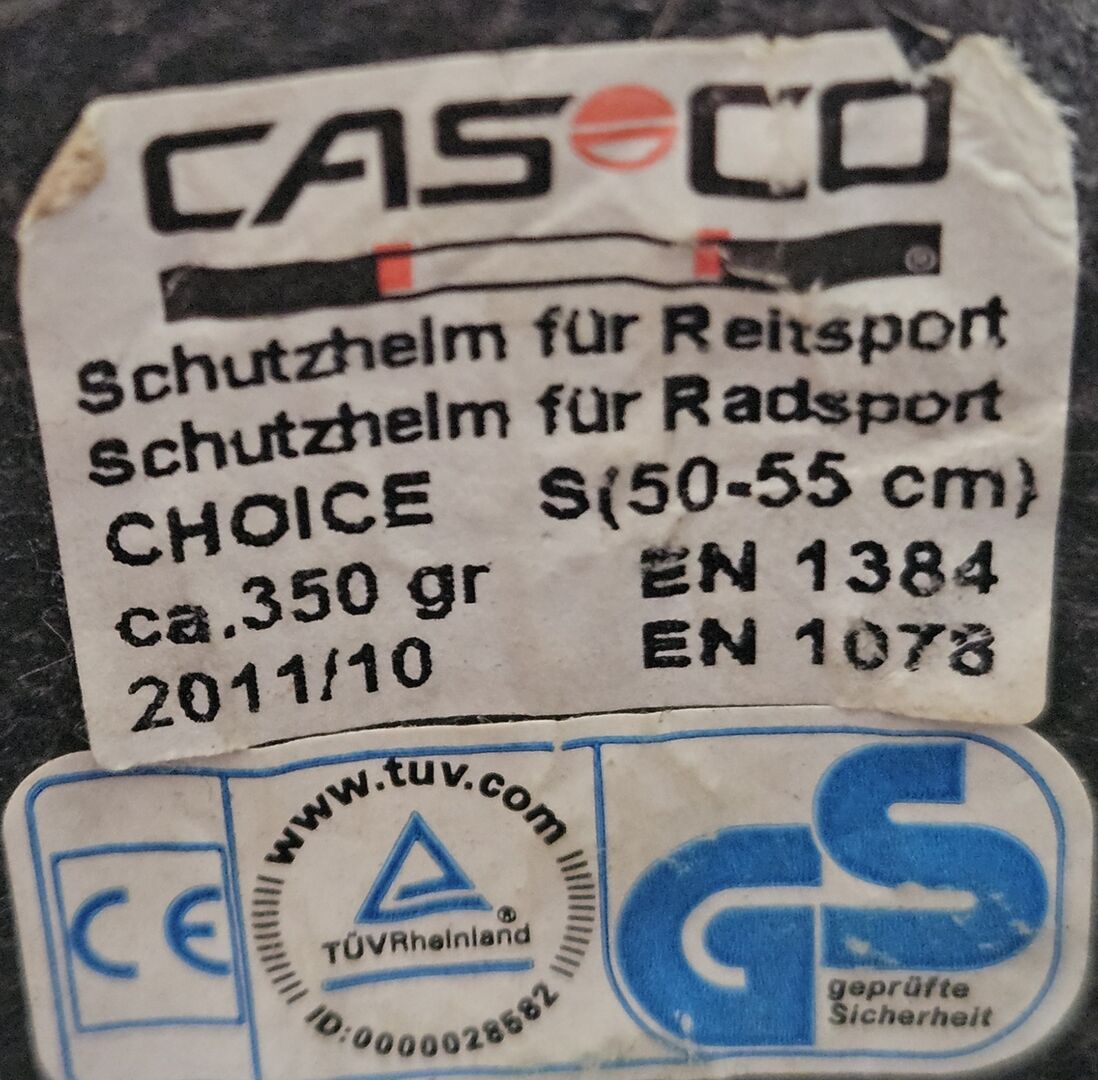 CASCO
Schutzhelm für Reitsport
Schutzhelm für Radsport
CHOICE S(50-55 cm)
ca.350 gr EN 1384
2011/10 EN 1078
CE
www.tuv.com
TÜVRheinland®
ID:0000028582
GS
geprüfte
Sicherheit